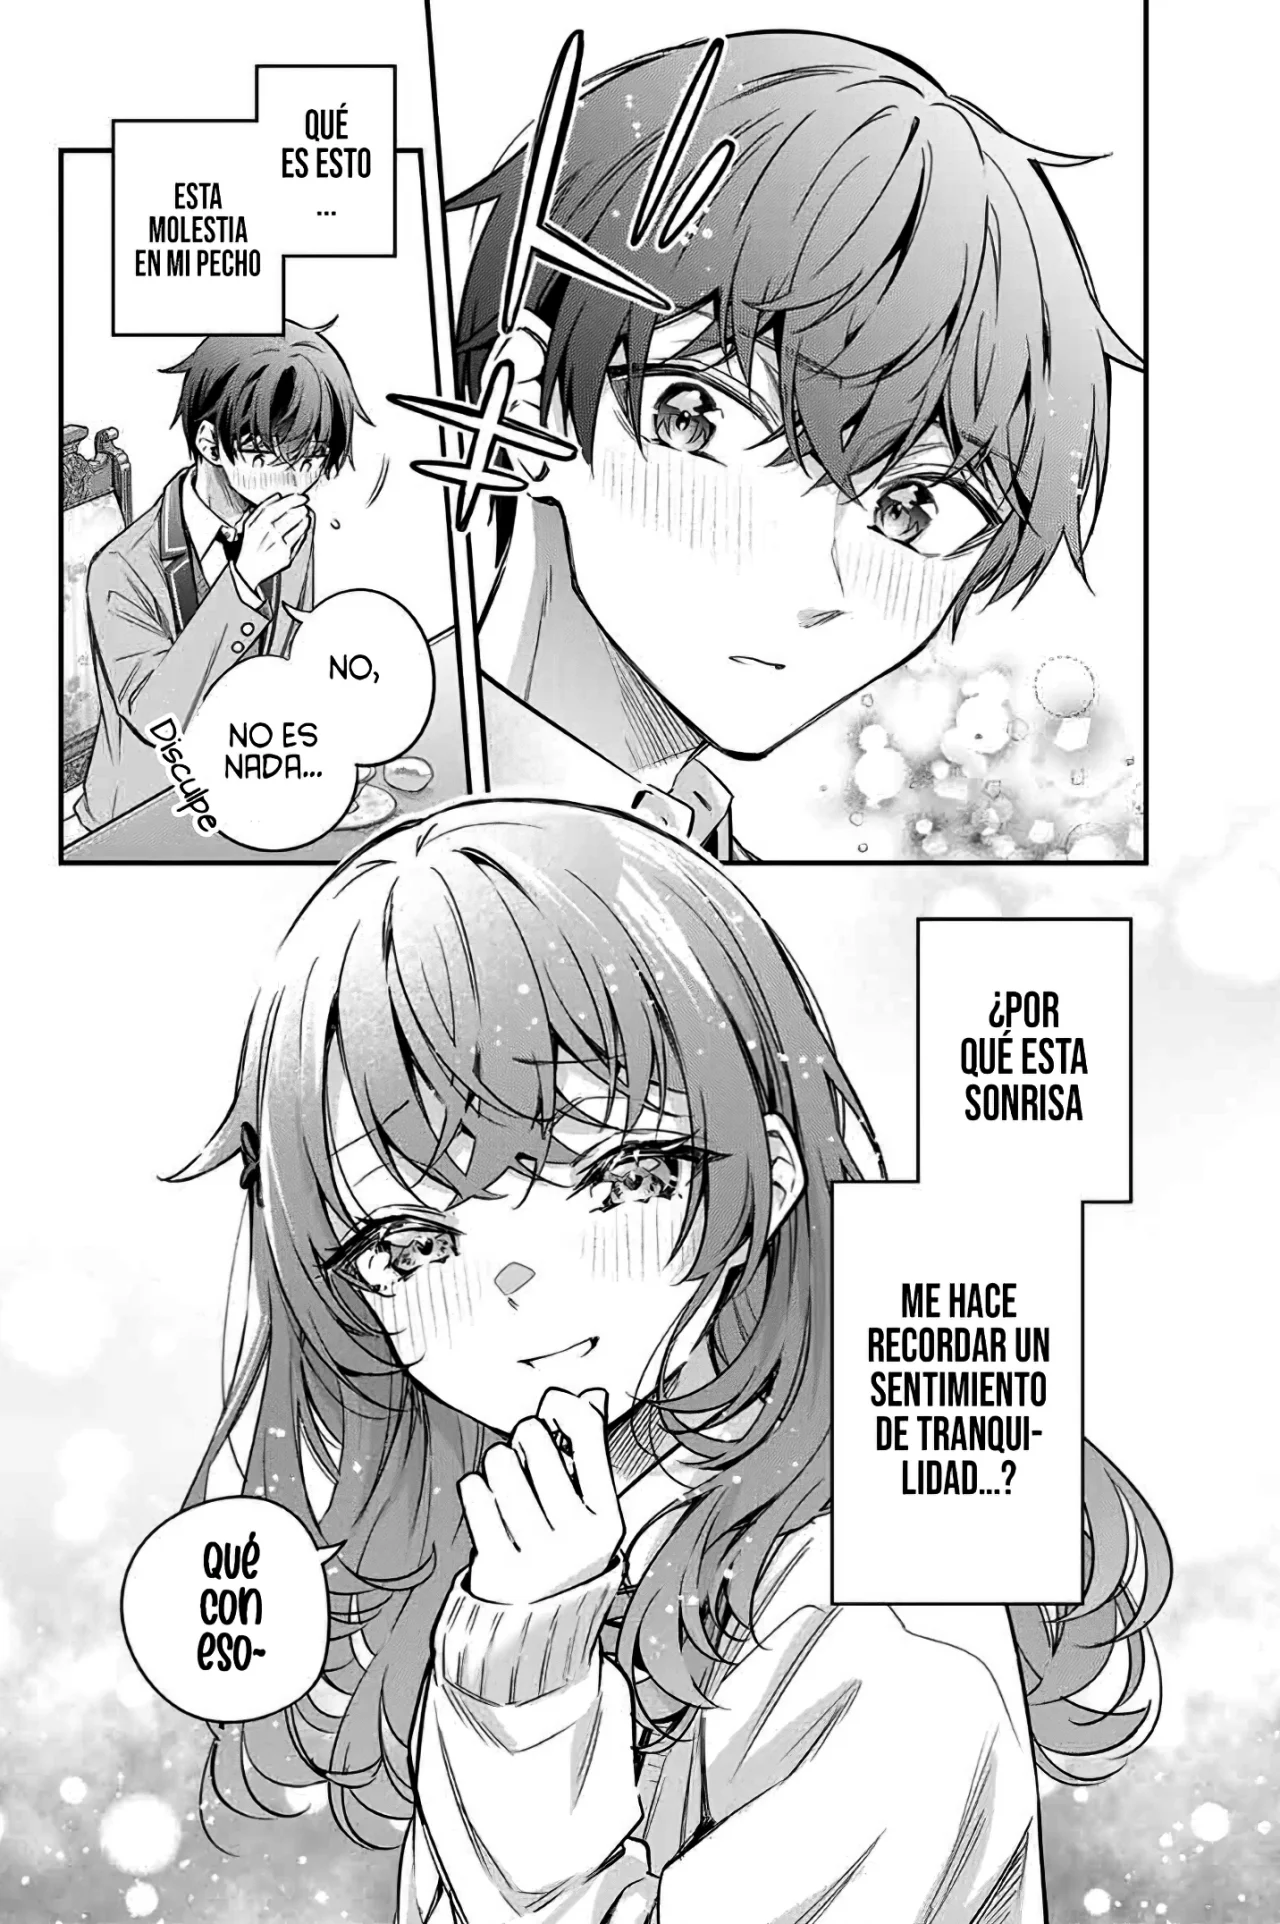 QUÉ
ES ESTO
...
ESTA
MOLESTIA
EN MI PECHO
NO,
NO ES
NADA...
Disculpe
¿POR
QUÉ ESTA
SONRISA
ME HACE
RECORDAR UN
SENTIMIENTO
DE TRANQUI-
LIDAD...?
QUÉ
CON
ESO~